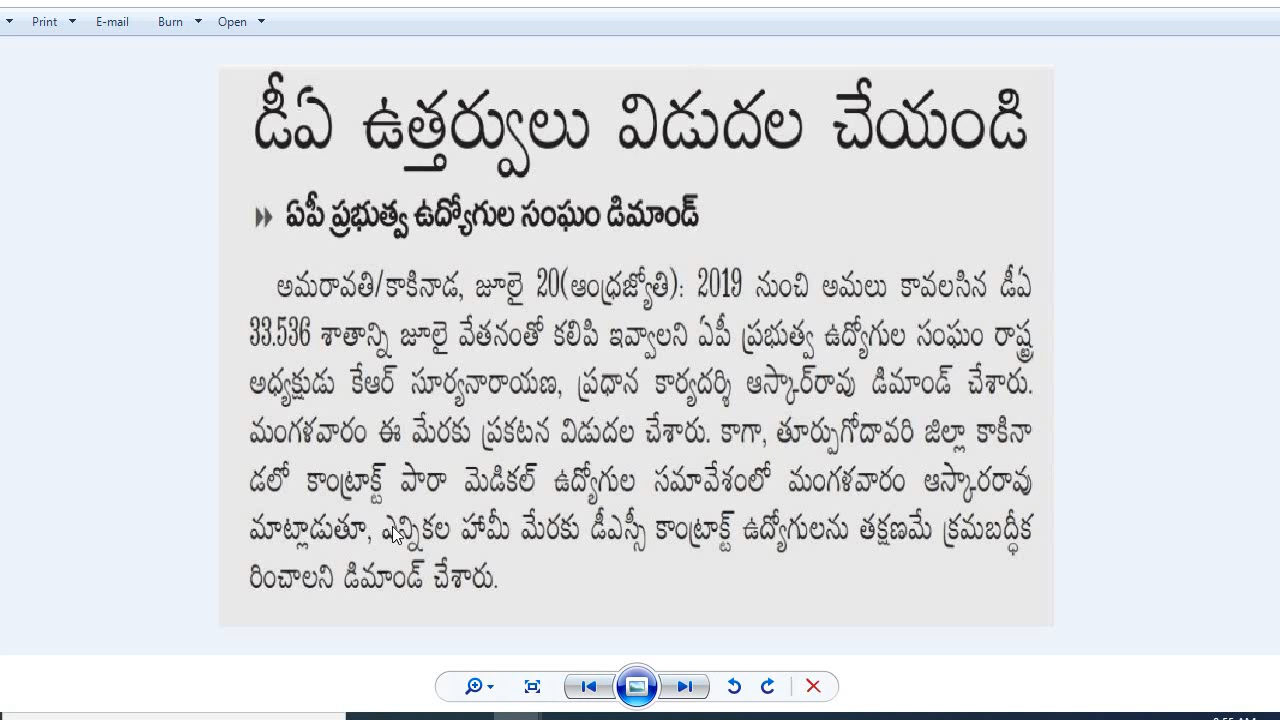 Print E-mail Burn Open
డీఏ ఉత్తర్వులు విడుదల చేయండి
ఏపీ ప్రభుత్వ ఉద్యోగుల సంఘం డిమాండ్
అమరావతి/కాకినాడ, జూలై 20(ఆంధ్రజ్యోతి): 2019 నుంచి అమలు కావలసిన డీఏ
33.536 శాతాన్ని జూలై వేతనంతో కలిపి ఇవ్వాలని ఏపీ ప్రభుత్వ ఉద్యోగుల సంఘం రాష్ట్ర
అధ్యక్షుడు కేఆర్ సూర్యనారాయణ, ప్రధాన కార్యదర్శి ఆస్కార్‌రావు డిమాండ్ చేశారు.
మంగళవారం ఈ మేరకు ప్రకటన విడుదల చేశారు. కాగా, తూర్పుగోదావరి జిల్లా కాకినా
డలో కాంట్రాక్ట్ పారా మెడికల్ ఉద్యోగుల సమావేశంలో మంగళవారం ఆస్కారరావు
మాట్లాడుతూ, ఎన్నికల హామీ మేరకు డీఎస్సీ కాంట్రాక్ట్ ఉద్యోగులను తక్షణమే క్రమబద్ధీక
రించాలని డిమాండ్ చేశారు.